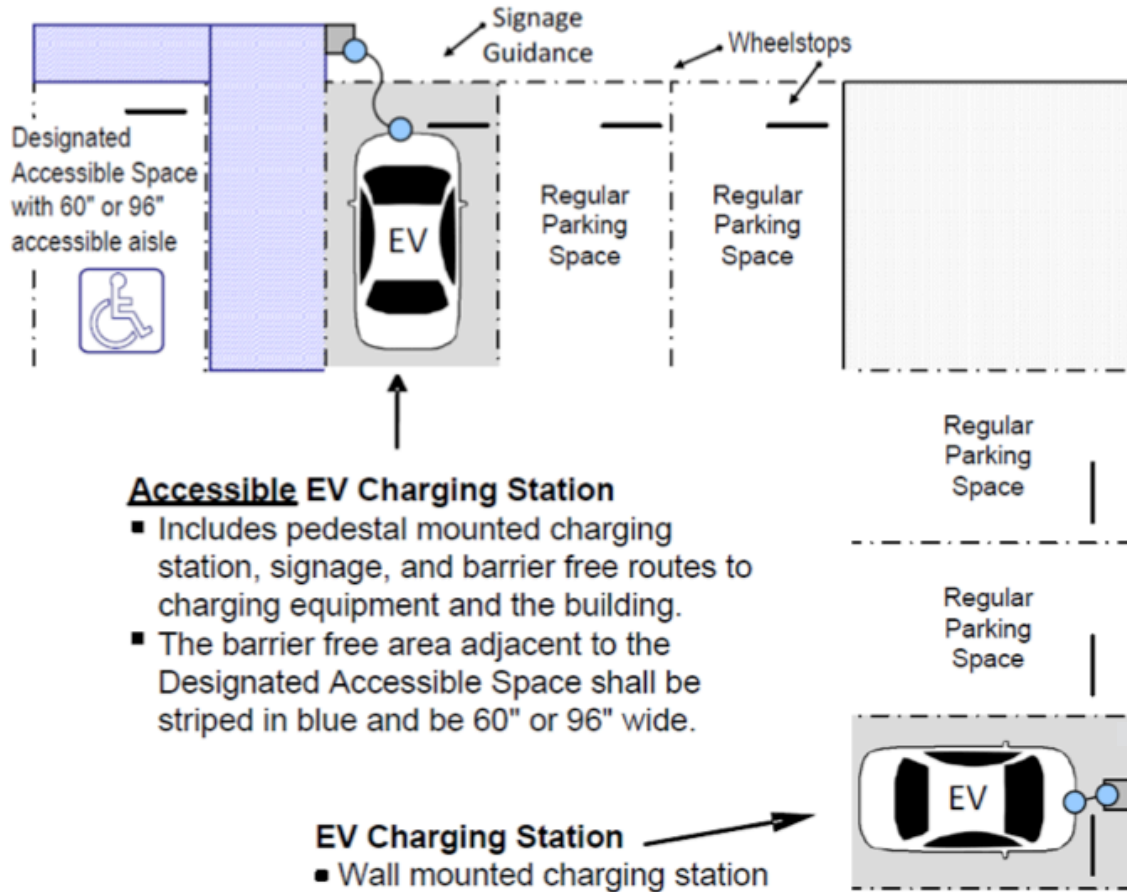 Signage
Guidance
Wheelstops
Designated
Accessible Space
with 60" or 96"
accessible aisle
EV
Regular
Parking
Space
Regular
Parking
Space
Regular
Parking
Space
Accessible EV Charging Station
▪ Includes pedestal mounted charging
station, signage, and barrier free routes to
charging equipment and the building.
▪ The barrier free area adjacent to the
Designated Accessible Space shall be
striped in blue and be 60" or 96" wide.
Regular
Parking
Space
EV
EV Charging Station
▪ Wall mounted charging station